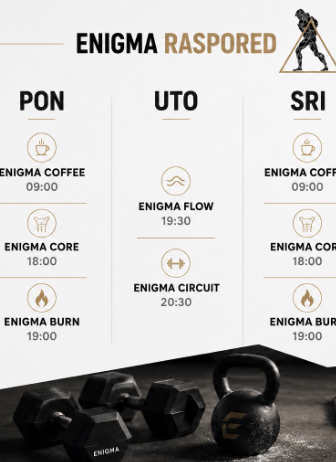 ENIGMA RASPORED
PON
ENIGMA COFFEE
09:00
ENIGMA CORE
18:00
ENIGMA BURN
19:00
UTO
ENIGMA FLOW
19:30
ENIGMA CIRCUIT
20:30
SRI
ENIGMA COFF
09:00
ENIGMA COR
18:00
ENIGMA BUR
19:00
ENIGMA